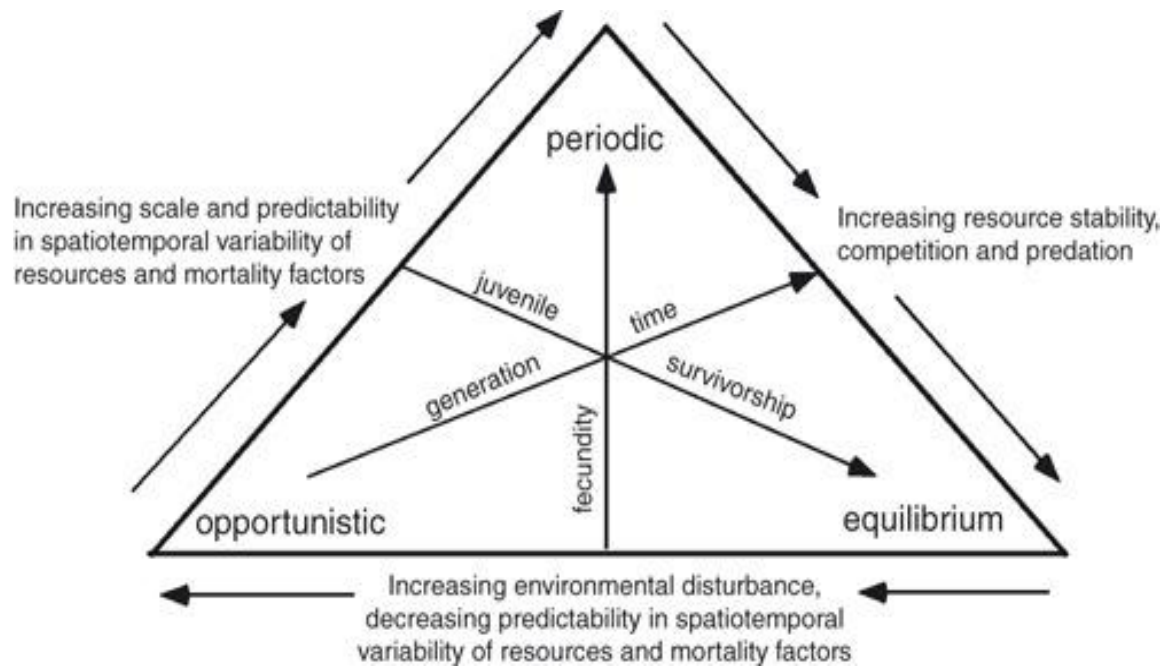 periodic
Increasing scale and predictability
in spatiotemporal variability of
resources and mortality factors
Increasing resource stability,
competition and predation
juvenile
time
generation
survivorship
fecundity
opportunistic
equilibrium
Increasing environmental disturbance,
decreasing predictability in spatiotemporal
variability of resources and mortality factors